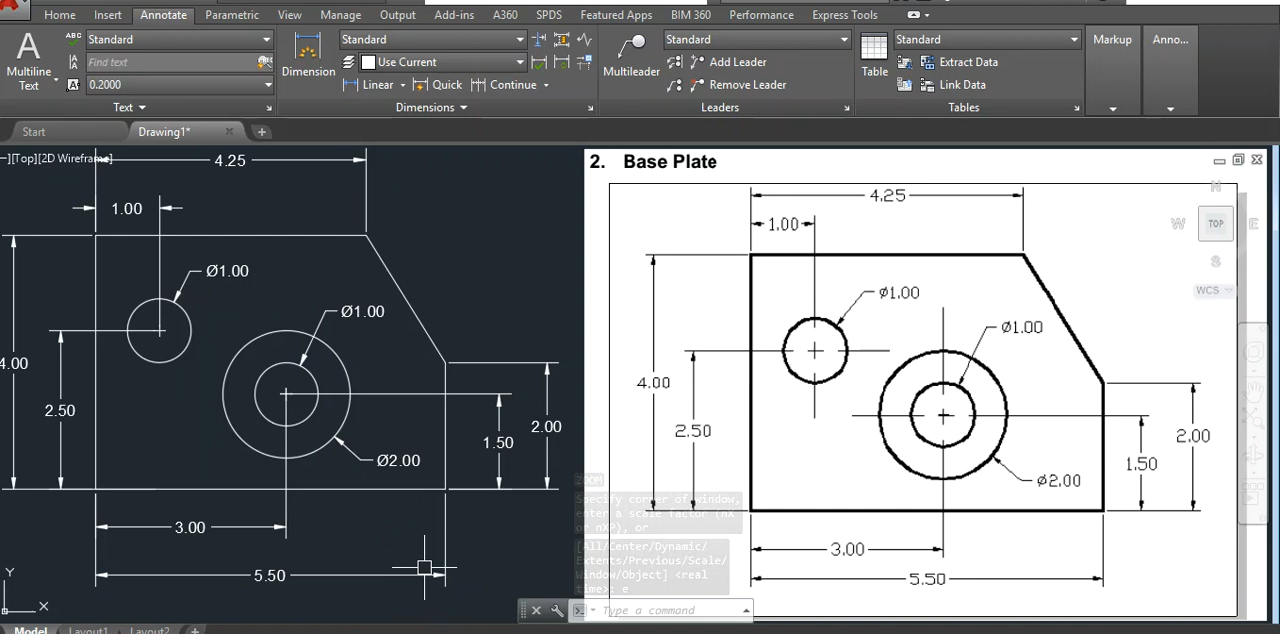 Home Insert Annotate Parametric View Manage Output Add-ins A360 SPDS Featured Apps BIM 360 Performance Express Tools
A
Multiline
Text
ABC Standard
Find text
0.2000
Text
Dimension
Standard
Use Current
Linear Quick Continue
Dimensions
Multileader
Standard
Add Leader
Remove Leader
Leaders
Table
Standard
Extract Data
Link Data
Tables
Markup
Anno...
Start
Drawing1*
[Top][2D Wireframe]
4.25
1.00
Ø1.00
Ø1.00
4.00
2.50
1.50
2.00
Ø2.00
3.00
5.50
Y
X
2. Base Plate
4.25
1.00
ø1.00
ø1.00
4.00
2.50
1.50
2.00
ø2.00
3.00
5.50
N
W TOP E
S
WCS
ZOOM
Specify corner of window,
enter a scale factor (nX
or nXP), or
[All/Center/Dynamic/
Extents/Previous/Scale/
Window/Object] <real
time>: e
Type a command
Model Layout1 Layout2 +